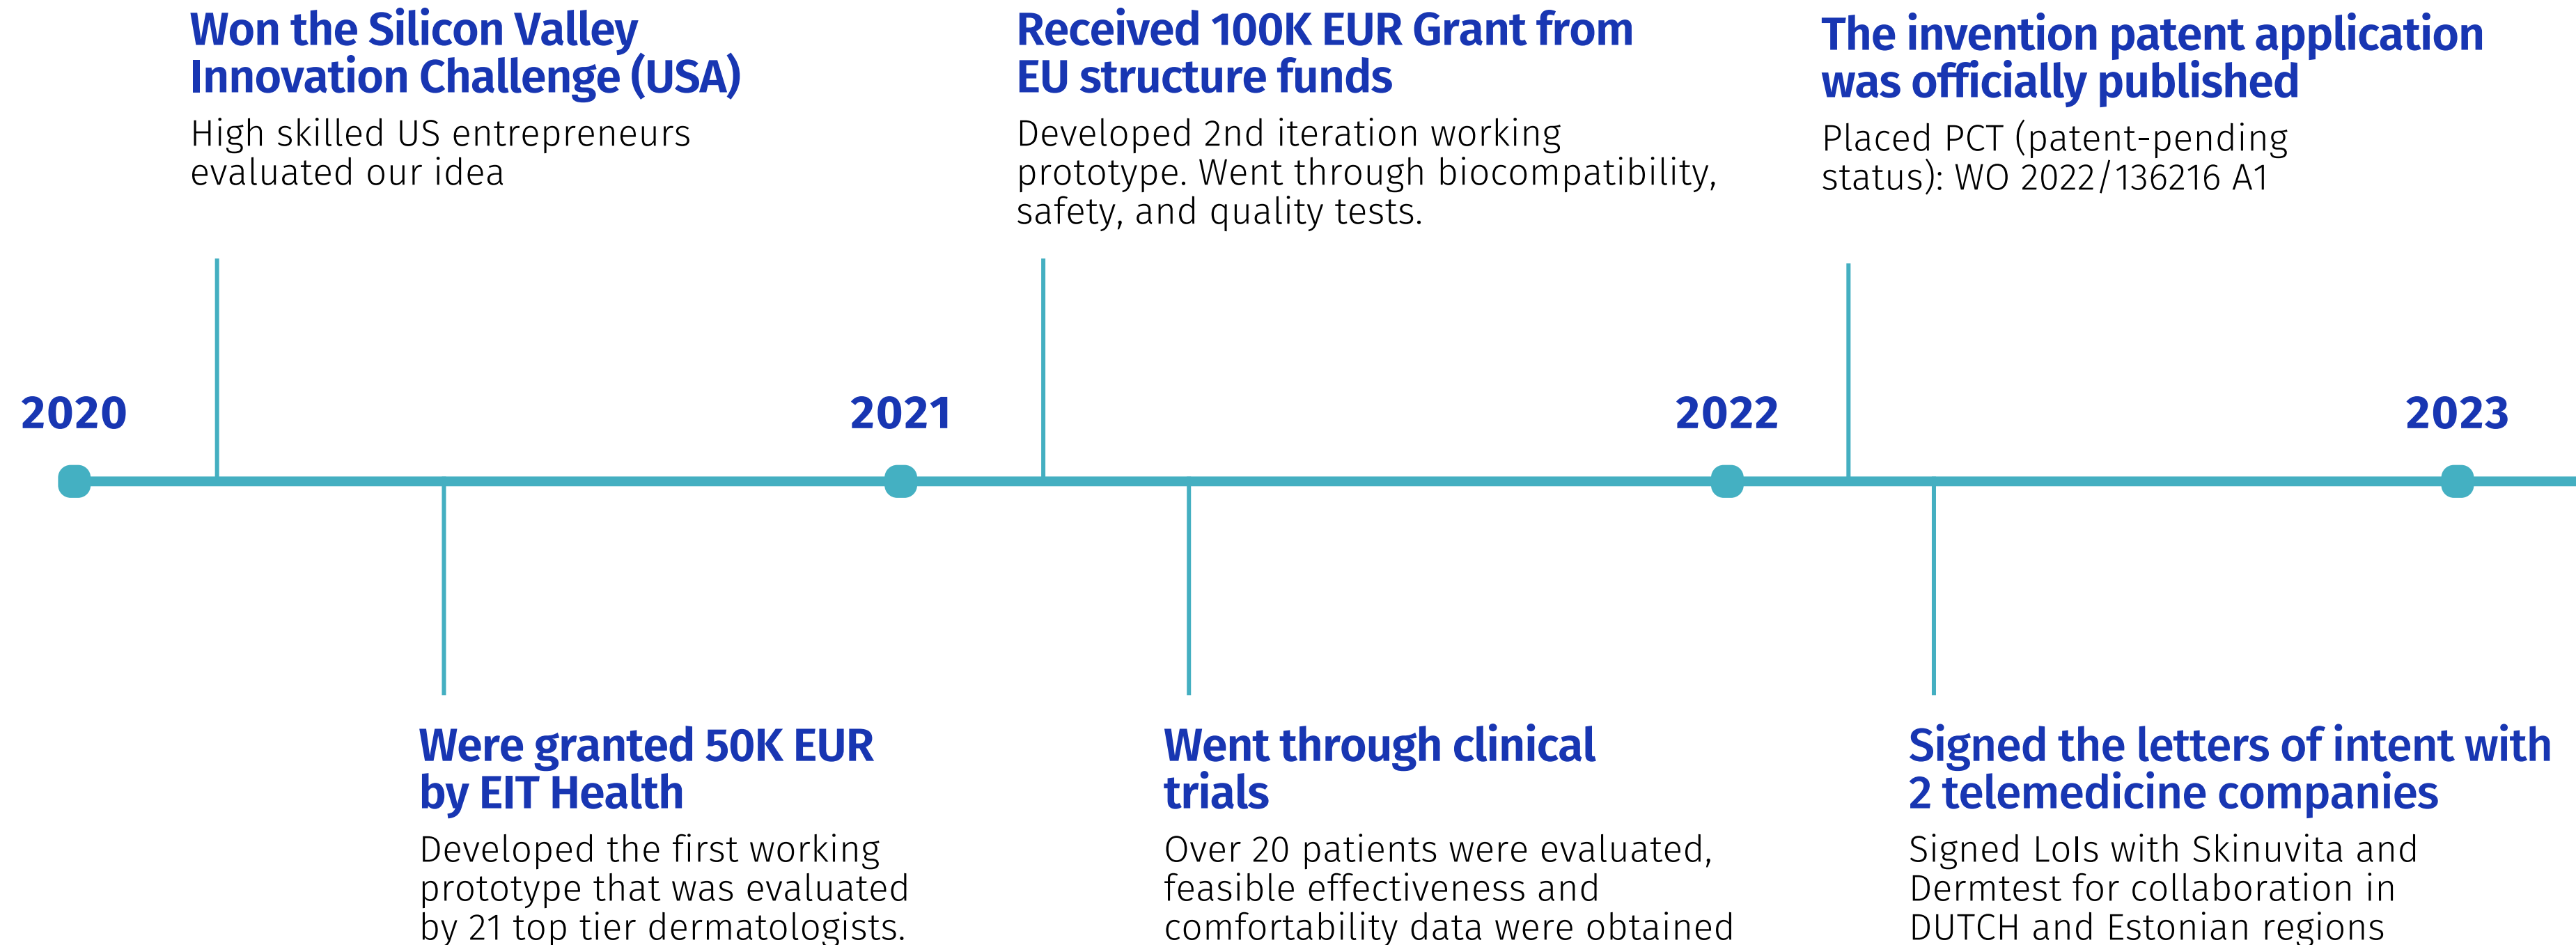 Won the Silicon Valley
Innovation Challenge (USA)
High skilled US entrepreneurs
evaluated our idea
Received 100K EUR Grant from
EU structure funds
Developed 2nd iteration working
prototype. Went through biocompatibility,
safety, and quality tests.
The invention patent application
was officially published
Placed PCT (patent-pending
status): WO 2022/136216 A1
2020
2021
2022
2023
Were granted 50K EUR
by EIT Health
Developed the first working
prototype that was evaluated
by 21 top tier dermatologists.
Went through clinical
trials
Over 20 patients were evaluated,
feasible effectiveness and
comfortability data were obtained
Signed the letters of intent with
2 telemedicine companies
Signed LoIs with Skinuvita and
Dermtest for collaboration in
DUTCH and Estonian regions